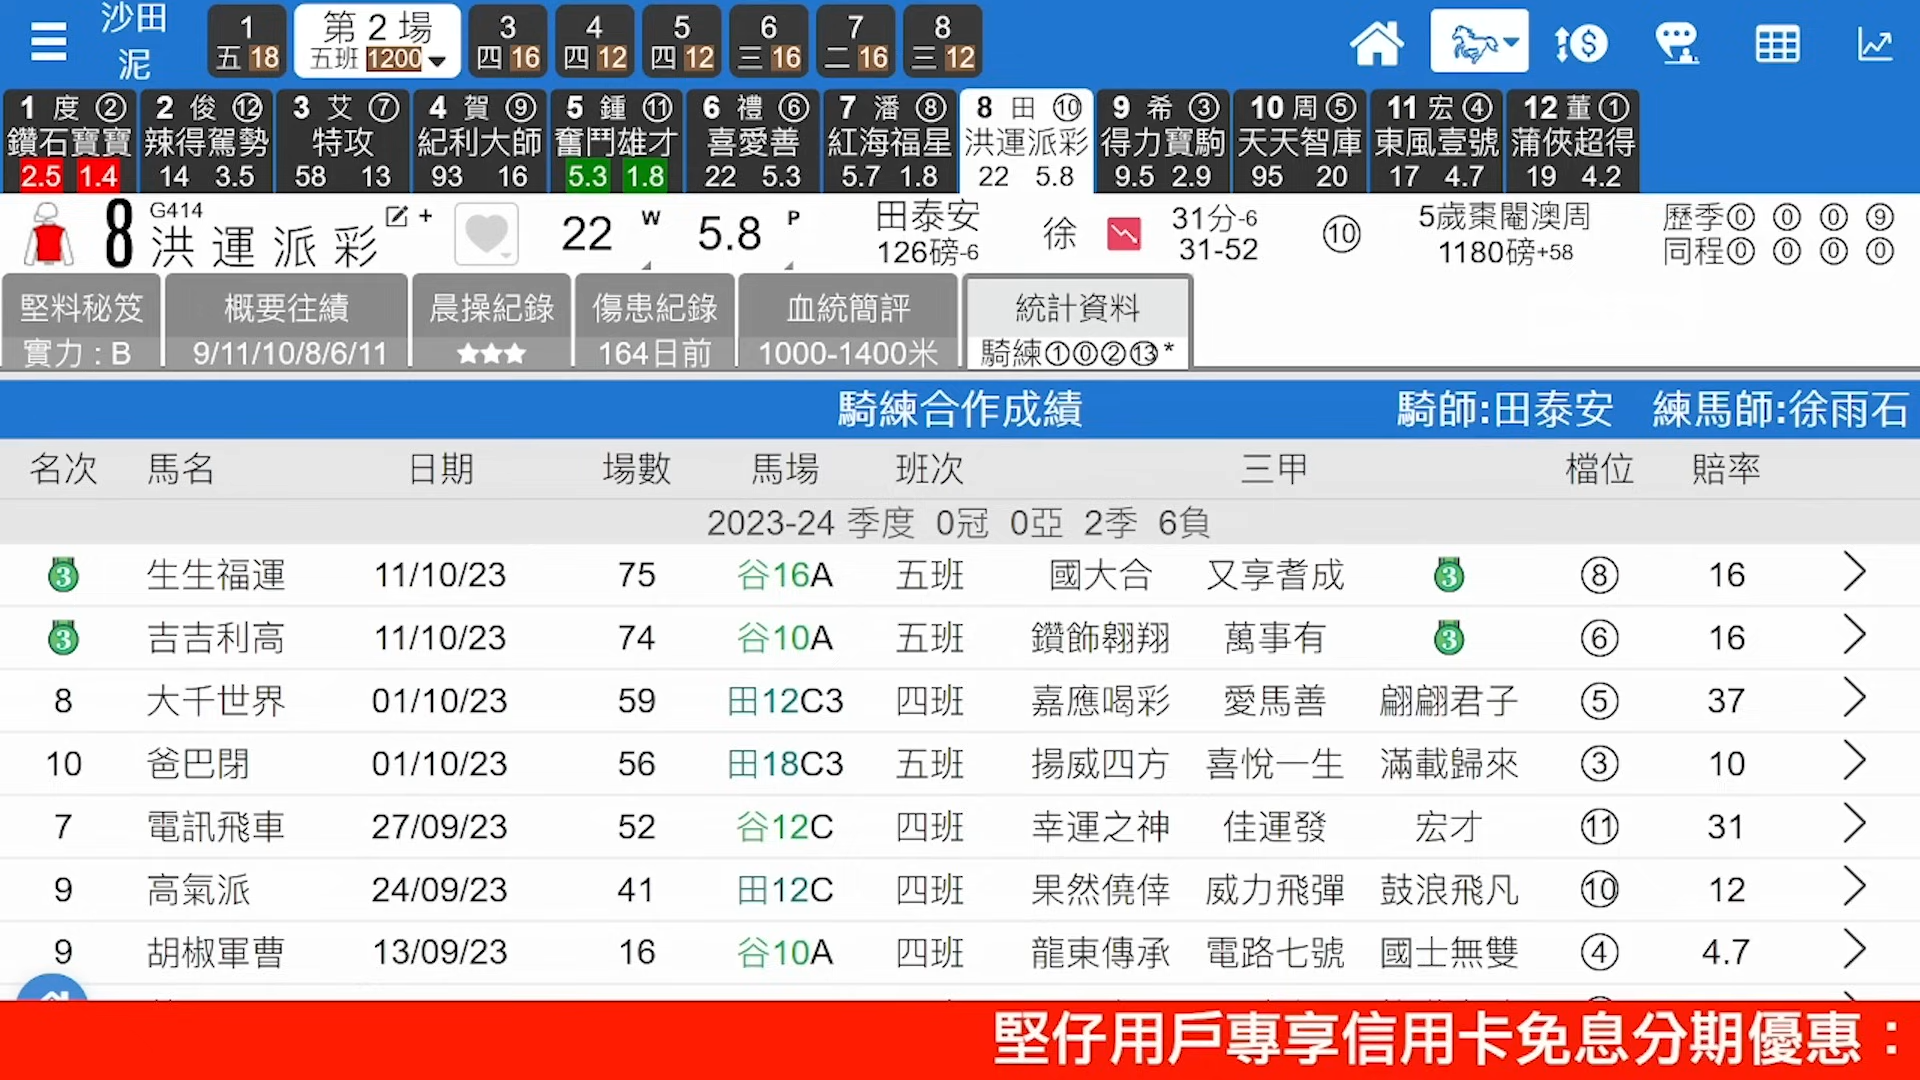 沙田
泥
1
五 18
第 2 場
五班 1200
3
四 16
4
四 12
5
四 12
6
三 16
7
二 16
8
三 12
1 度 ②
鑽石寶寶
2.5 1.4
2 俊 ⑫
辣得駕勢
14 3.5
3 艾 ⑦
特攻
58 13
4 賀 ⑨
紀利大師
93 16
5 鍾 ⑪
奮鬥雄才
5.3 1.8
6 禮 ⑥
喜愛善
22 5.3
7 潘 ⑧
紅海福星
5.7 1.8
8 田 ⑩
洪運派彩
22 5.8
9 希 ③
得力寶駒
9.5 2.9
10 周 ⑤
天天智庫
95 20
11 宏 ④
東風壹號
17 4.7
12 董 ①
蒲俠超得
19 4.2
8
G414
洪運派彩
22 W 5.8 P
田泰安
126磅-6
徐
31分-6
31-52
⑩
5歲棗閹澳周
1180磅+58
歷季⓪ ⓪ ⓪ ⑨
同程⓪ ⓪ ⓪ ⓪
堅料秘笈
實力：B
概要往績
9/11/10/8/6/11
晨操紀錄
★★★
傷患紀錄
164日前
血統簡評
1000-1400米
統計資料
騎練①⓪②⑬*
騎練合作成績 騎師:田泰安 練馬師:徐雨石
名次 馬名 日期 場數 馬場 班次 三甲 檔位 賠率
2023-24 季度 0冠 0亞 2季 6負
3 生生福運 11/10/23 75 谷16A 五班 國大合 又享耆成 3 ⑧ 16
3 吉吉利高 11/10/23 74 谷10A 五班 鑽飾翱翔 萬事有 3 ⑥ 16
8 大千世界 01/10/23 59 田12C3 四班 嘉應喝彩 愛馬善 翩翩君子 ⑤ 37
10 爸巴閉 01/10/23 56 田18C3 五班 揚威四方 喜悅一生 滿載歸來 ③ 10
7 電訊飛車 27/09/23 52 谷12C 四班 幸運之神 佳運發 宏才 ⑪ 31
9 高氣派 24/09/23 41 田12C 四班 果然僥倖 威力飛彈 鼓浪飛凡 ⑩ 12
9 胡椒軍曹 13/09/23 16 谷10A 四班 龍東傳承 電路七號 國士無雙 ④ 4.7
堅仔用戶專享信用卡免息分期優惠：